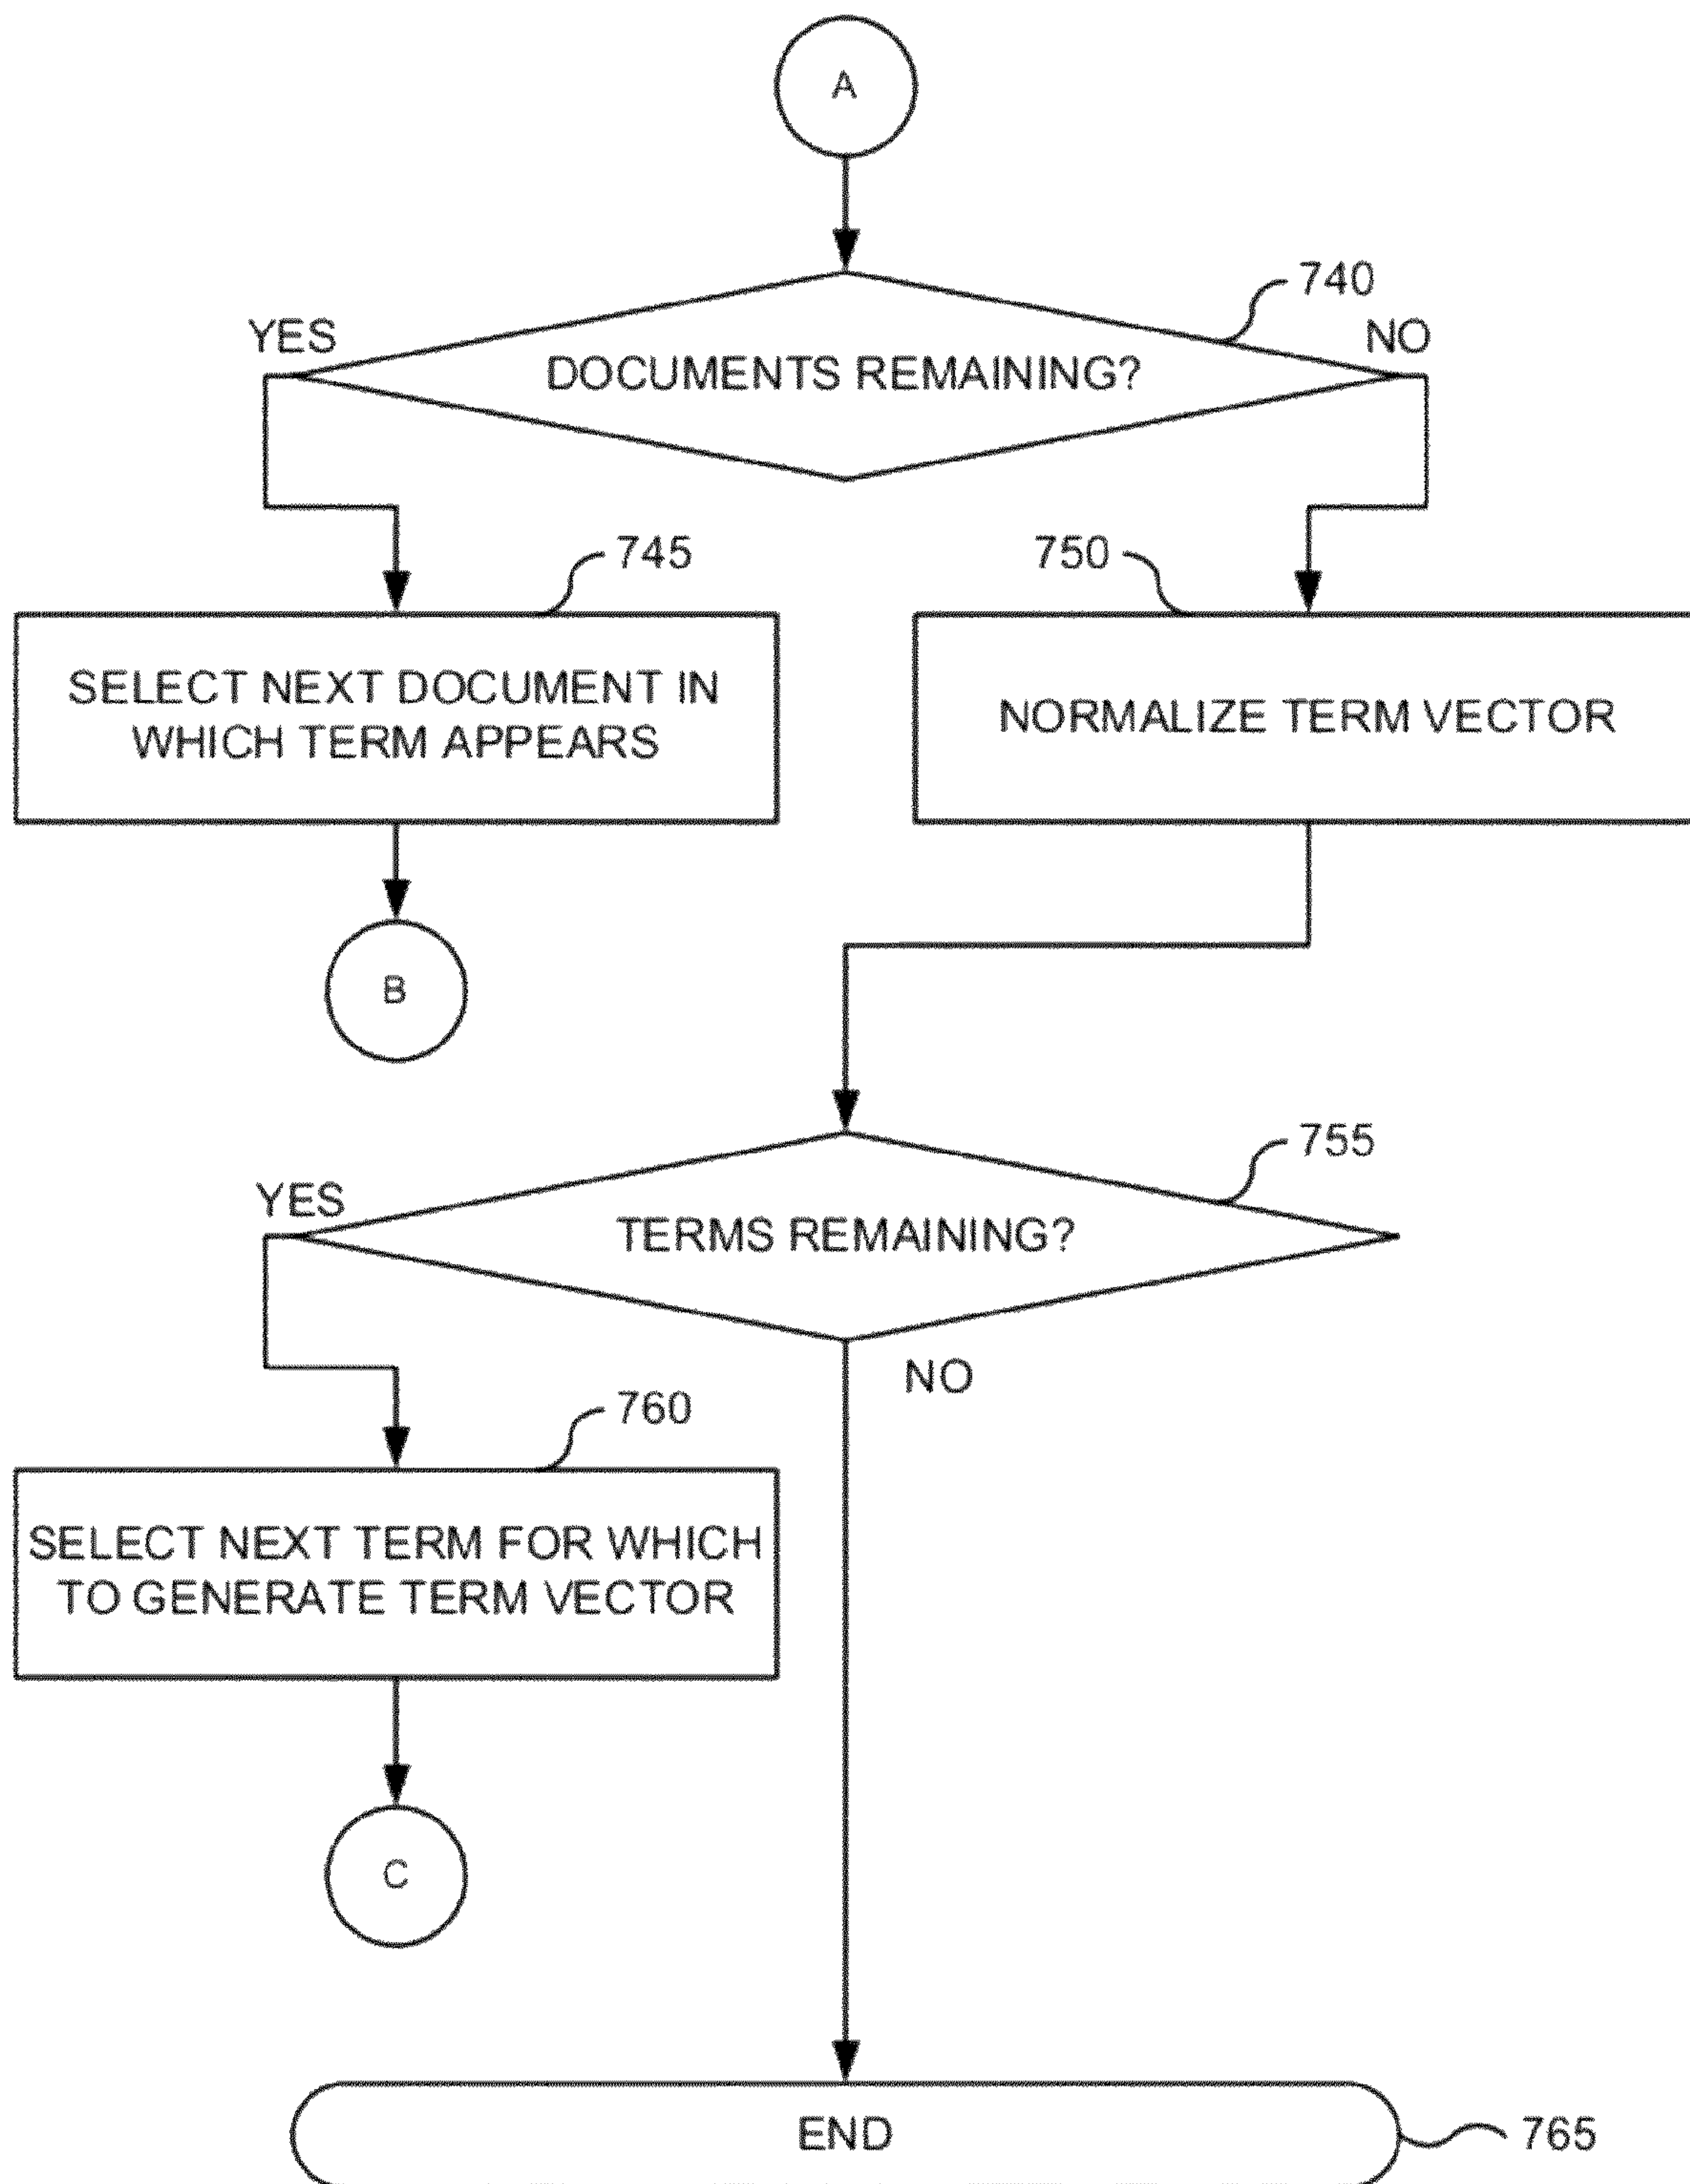 A
740
YES
NO
DOCUMENTS REMAINING?
745
750
SELECT NEXT DOCUMENT IN
WHICH TERM APPEARS
NORMALIZE TERM VECTOR
B
755
YES
TERMS REMAINING?
NO
760
SELECT NEXT TERM FOR WHICH
TO GENERATE TERM VECTOR
C
END
765